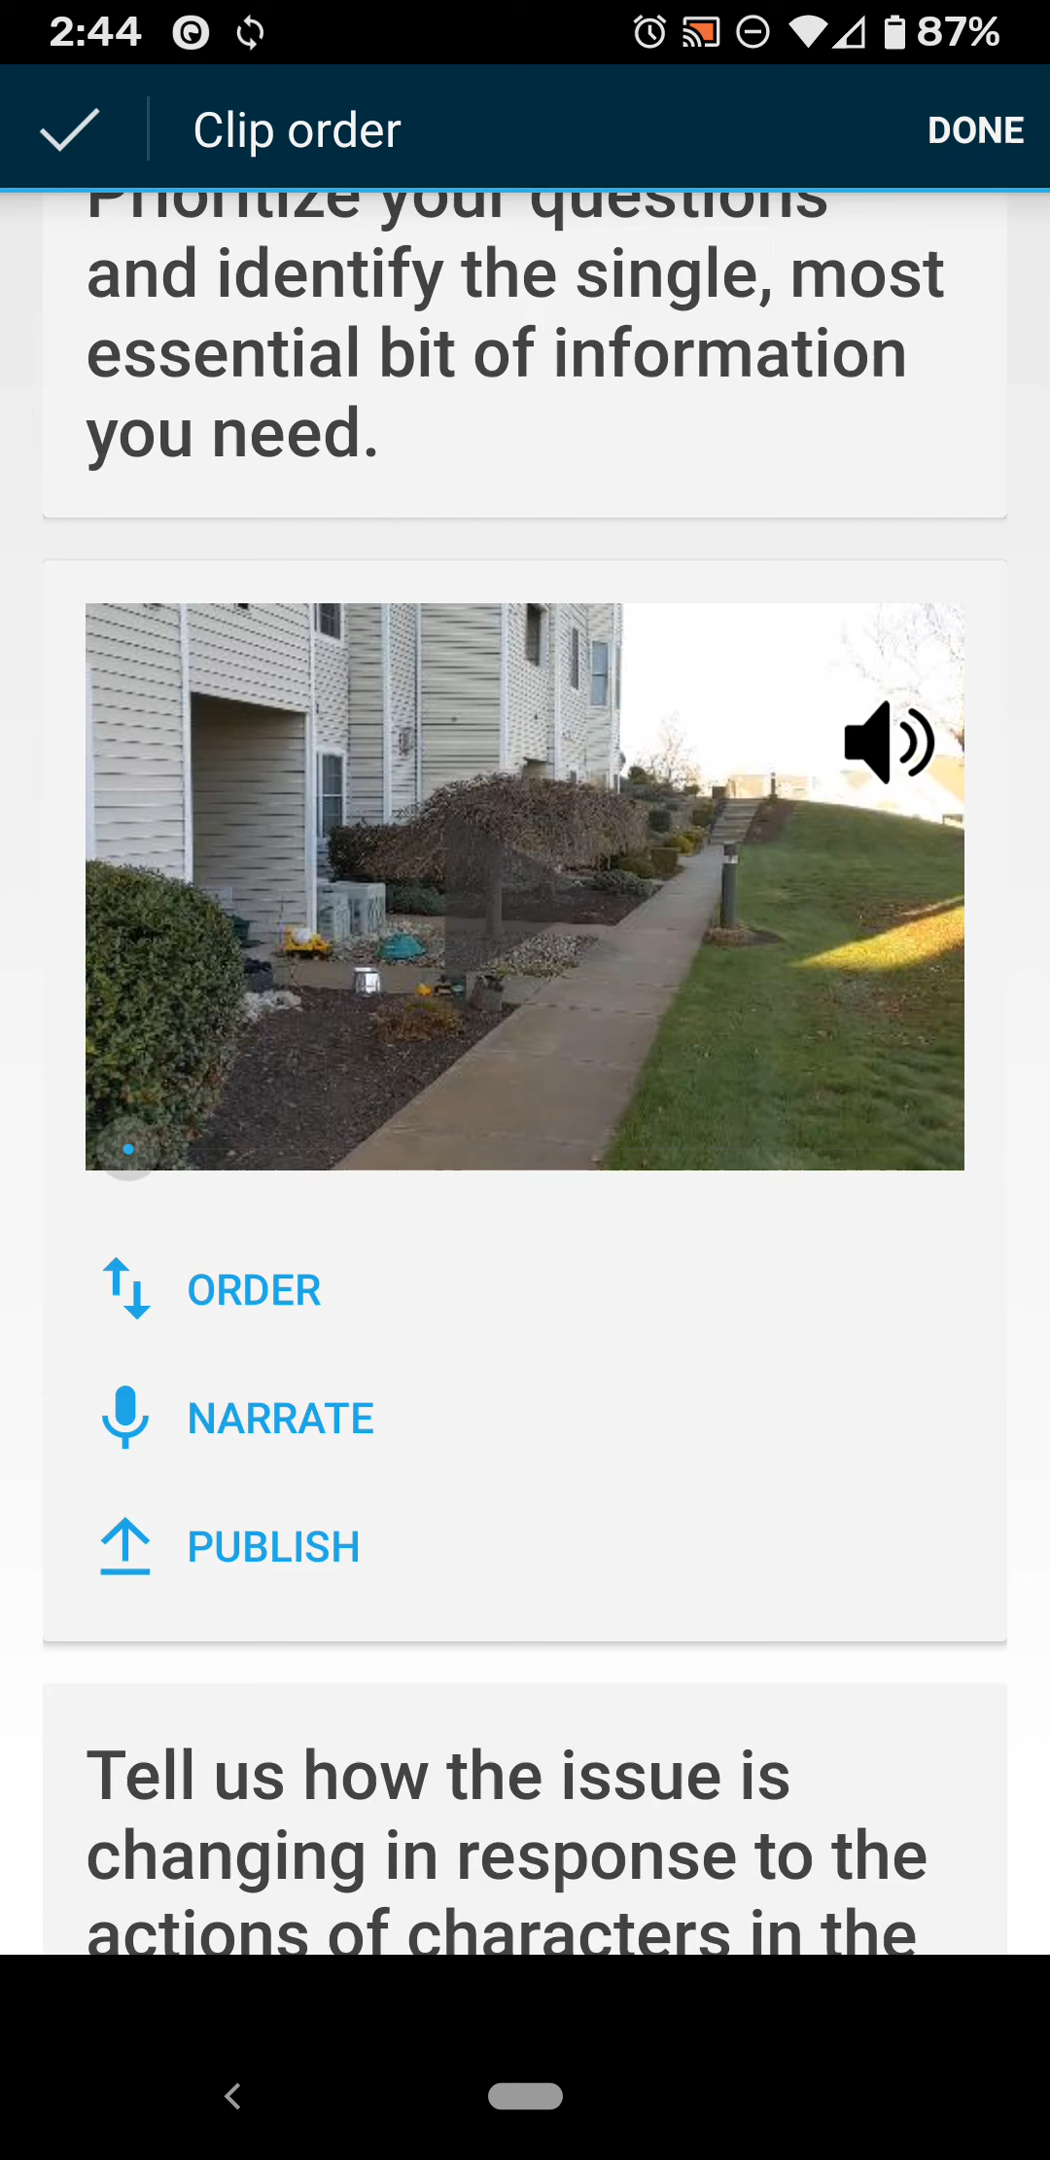 2:44
87%
Clip order
DONE
Prioritize your questions
and identify the single, most
essential bit of information
you need.
ORDER
NARRATE
PUBLISH
Tell us how the issue is
changing in response to the
actions of characters in the